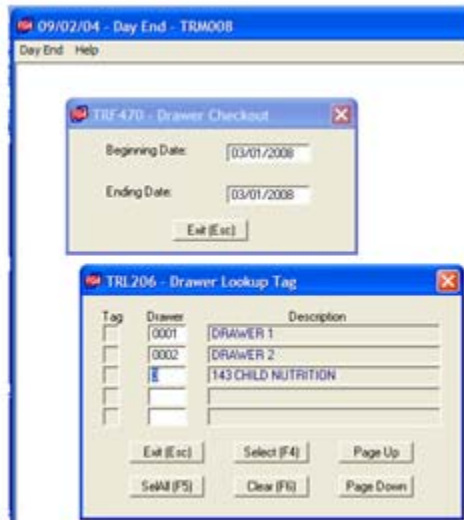 09/02/04 - Day End - TRM008
Day End Help
TRF470 - Drawer Checkout
Beginning Date: 03/01/2008
Ending Date: 03/01/2008
Exit (Esc)
TRL206 - Drawer Lookup Tag
Tag Drawer Description
0001 DRAWER 1
0002 DRAWER 2
143 CHILD NUTRITION
Exit (Esc) Select (F4) Page Up
SelAll (F5) Clear (F6) Page Down